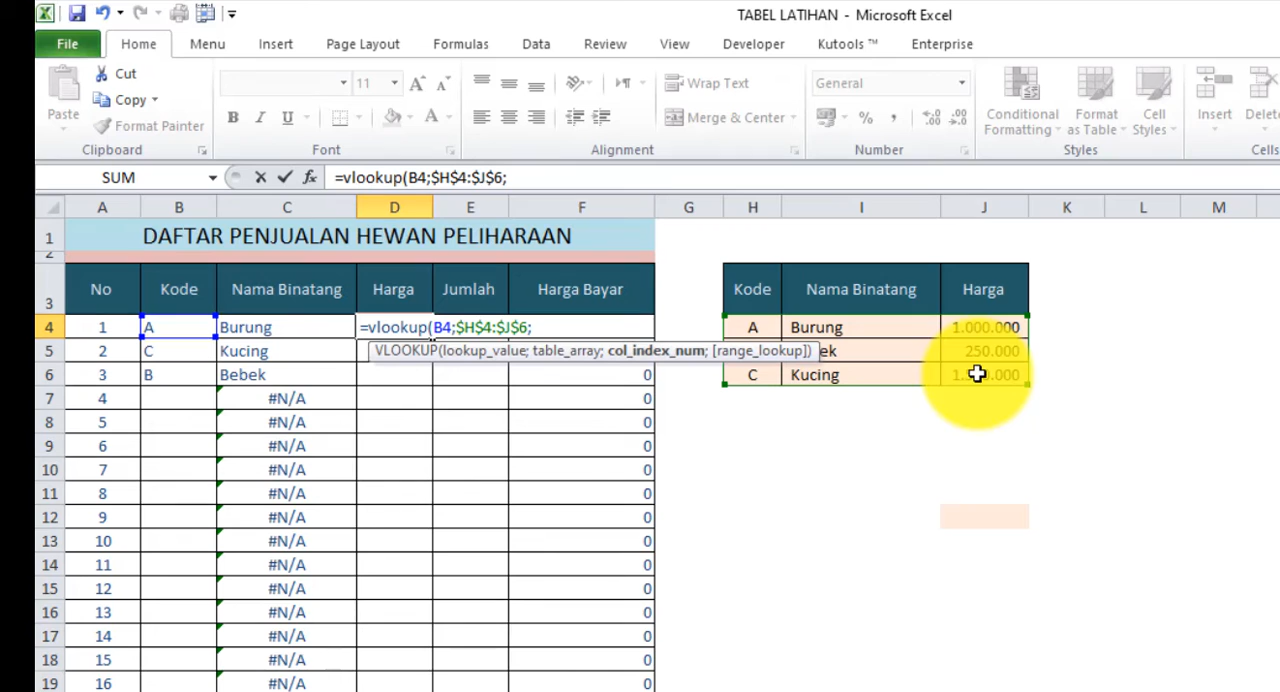 TABEL LATIHAN - Microsoft Excel
File Home Menu Insert Page Layout Formulas Data Review View Developer Kutools ™ Enterprise
Cut
Copy
Format Painter
Paste
11
B I U
Wrap Text
Merge & Center
General
Conditional Formatting
Format as Table
Cell Styles
Insert
Clipboard Font Alignment Number Styles Cells
SUM =vlookup(B4;$H$4:$J$6;
A B C D E F G H I J K L M
1 DAFTAR PENJUALAN HEWAN PELIHARAAN
2
3 No Kode Nama Binatang Harga Jumlah Harga Bayar Kode Nama Binatang Harga
4 1 A Burung =vlookup(B4;$H$4:$J$6; A Burung 1.000.000
5 2 C Kucing VLOOKUP(lookup_value; table_array; col_index_num; [range_lookup]) 250.000
6 3 B Bebek 0 C Kucing
7 4 #N/A 0
8 5 #N/A 0
9 6 #N/A 0
10 7 #N/A 0
11 8 #N/A 0
12 9 #N/A 0
13 10 #N/A 0
14 11 #N/A 0
15 12 #N/A 0
16 13 #N/A 0
17 14 #N/A 0
18 15 #N/A 0
19 16 #N/A 0